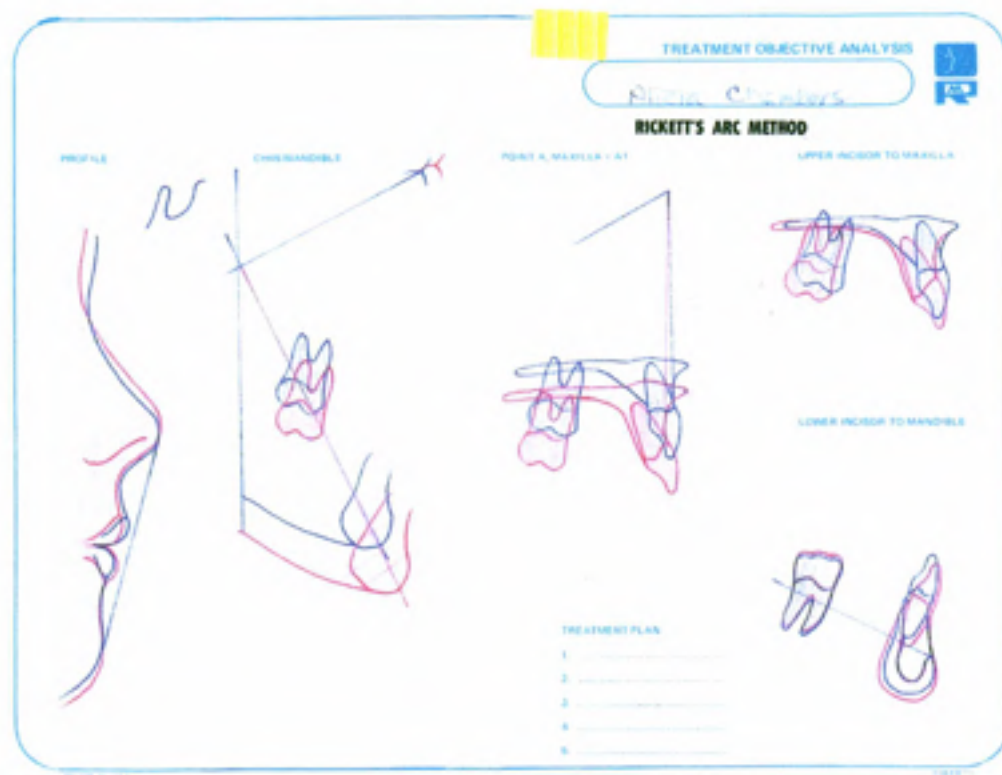 TREATMENT OBJECTIVE ANALYSIS
RICKETT'S ARC METHOD
PROFILE
CHIN/MANDIBLE
POINT A, MAXILLA - A1
UPPER INCISOR TO MAXILLA
LOWER INCISOR TO MANDIBLE
TREATMENT PLAN
1.
2.
3.
4.
5.